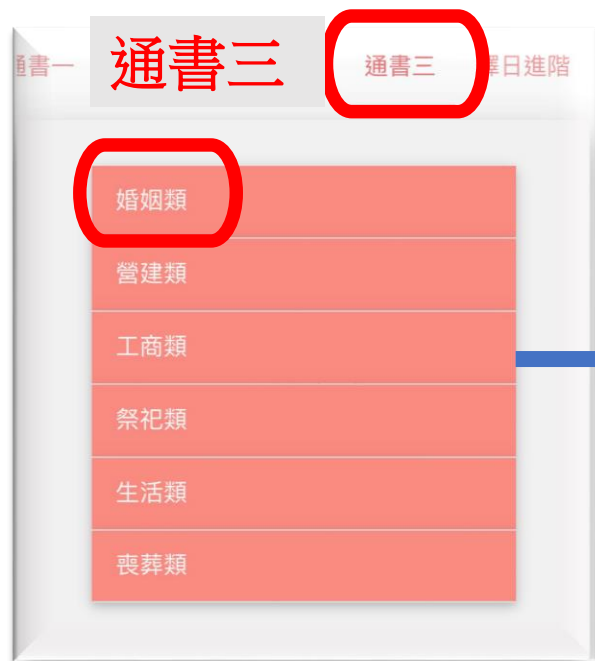 通書一 通書三 通書三 擇日進階
婚姻類
營建類
工商類
祭祀類
生活類
喪葬類